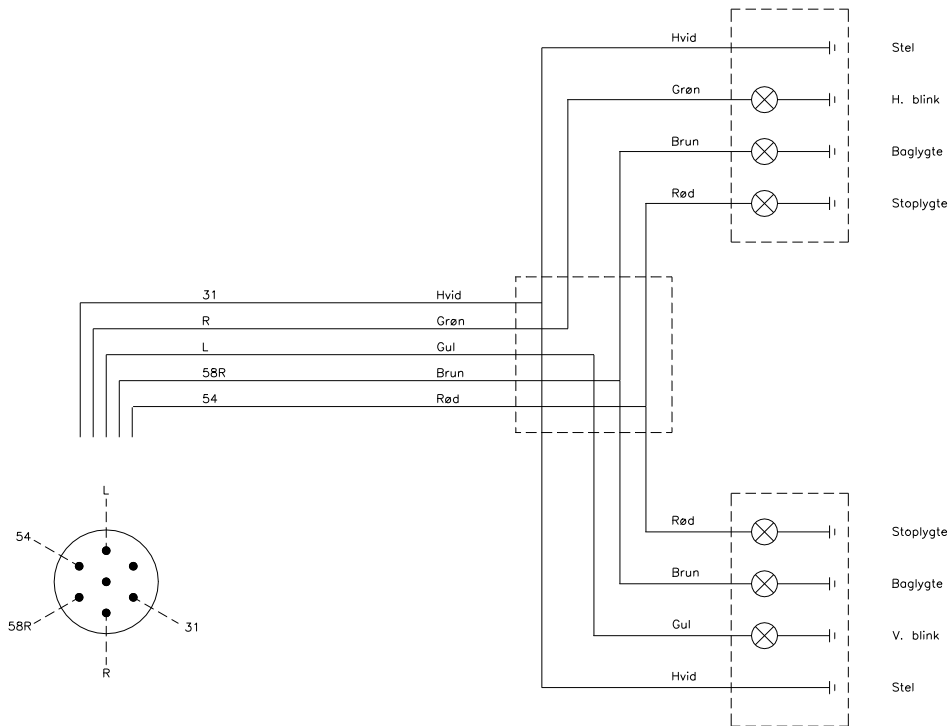 Hvid Stel
Grøn H. blink
Brun Baglygte
Rød Stoplygte
31 Hvid
R Grøn
L Gul
58R Brun
54 Rød
L
54
58R
31
R
Rød Stoplygte
Brun Baglygte
Gul V. blink
Hvid Stel